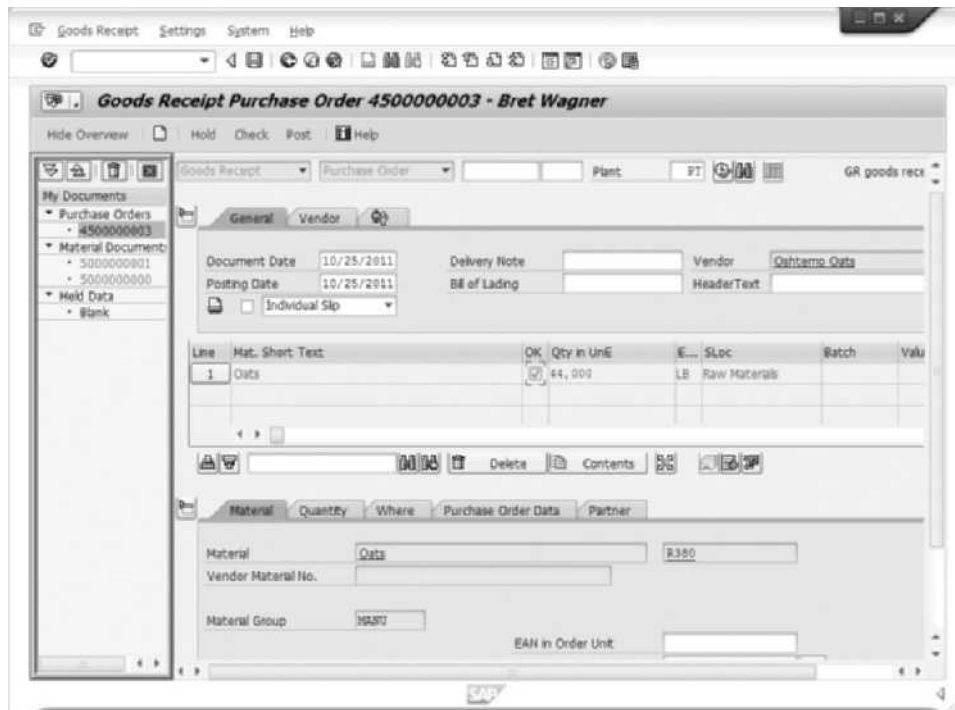 Goods Receipt Settings System Help
Goods Receipt Purchase Order 4500000003 - Bret Wagner
Hide Overview Hold Check Post Help
Goods Receipt Purchase Order Plant PT GR goods rece
My Documents
Purchase Orders
4500000003
Material Documents
5000000001
5000000000
Held Data
Blank
General Vendor
Document Date 10/25/2011 Delivery Note Vendor Oshtemo Oats
Posting Date 10/25/2011 Bill of Lading HeaderText
Individual Slip
Line Mat. Short Text OK Qty in UnE E... SLoc Batch Valu
1 Oats 44,000 LB Raw Materials
Delete Contents
Material Quantity Where Purchase Order Data Partner
Material Oats R380
Vendor Material No.
Material Group MANU
EAN in Order Unit
SAP